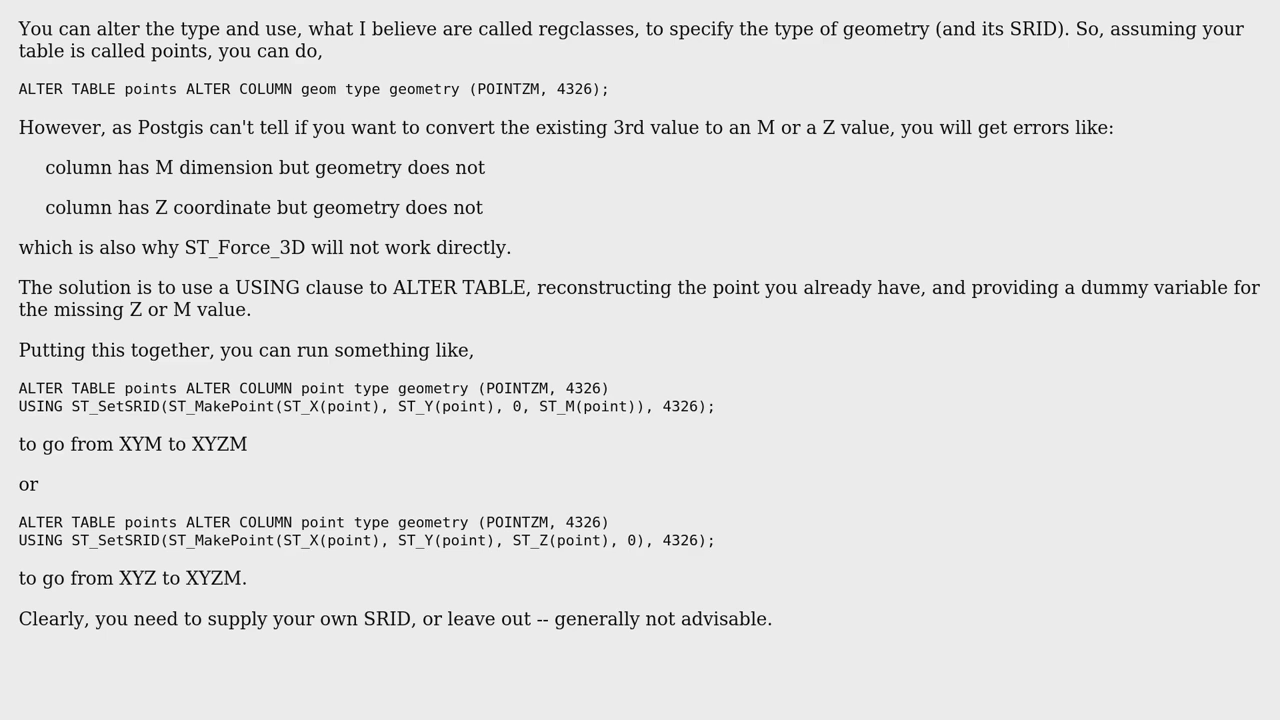 You can alter the type and use, what I believe are called regclasses, to specify the type of geometry (and its SRID). So, assuming your
table is called points, you can do,
ALTER TABLE points ALTER COLUMN geom type geometry (POINTZM, 4326);
However, as Postgis can't tell if you want to convert the existing 3rd value to an M or a Z value, you will get errors like:
column has M dimension but geometry does not
column has Z coordinate but geometry does not
which is also why ST_Force_3D will not work directly.
The solution is to use a USING clause to ALTER TABLE, reconstructing the point you already have, and providing a dummy variable for
the missing Z or M value.
Putting this together, you can run something like,
ALTER TABLE points ALTER COLUMN point type geometry (POINTZM, 4326)
USING ST_SetSRID(ST_MakePoint(ST_X(point), ST_Y(point), 0, ST_M(point)), 4326);
to go from XYM to XYZM
or
ALTER TABLE points ALTER COLUMN point type geometry (POINTZM, 4326)
USING ST_SetSRID(ST_MakePoint(ST_X(point), ST_Y(point), ST_Z(point), 0), 4326);
to go from XYZ to XYZM.
Clearly, you need to supply your own SRID, or leave out -- generally not advisable.